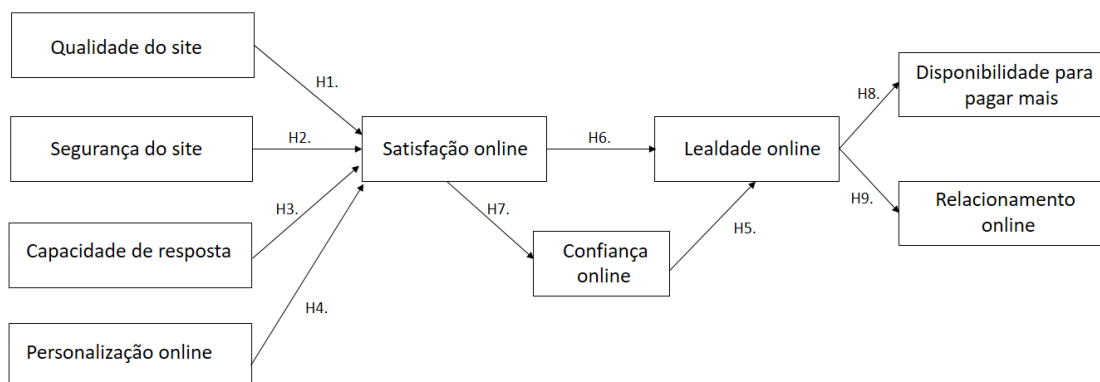 Qualidade do site
H1.
Segurança do site
H2.
Capacidade de resposta
H3.
Personalização online
H4.
Satisfação online
H6.
H7.
Confiança
online
H5.
Lealdade online
H8.
H9.
Disponibilidade para
pagar mais
Relacionamento
online